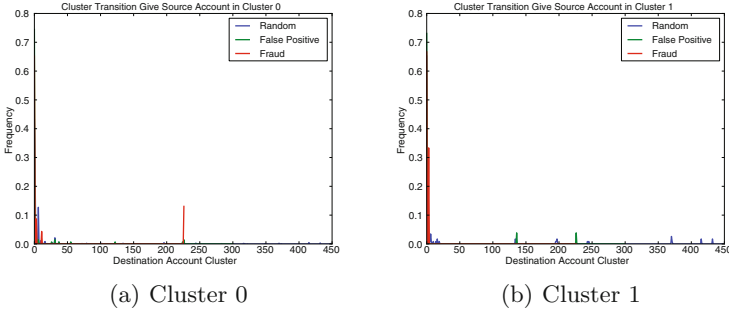 Cluster Transition Give Source Account in Cluster 0
0.8
0.7
0.6
0.5
0.4
0.3
0.2
0.1
0.0
Frequency
Random
False Positive
Fraud
0 50 100 150 200 250 300 350 400 450
Destination Account Cluster
(a) Cluster 0
Cluster Transition Give Source Account in Cluster 1
0.8
0.7
0.6
0.5
0.4
0.3
0.2
0.1
0.0
Frequency
Random
False Positive
Fraud
0 50 100 150 200 250 300 350 400 450
Destination Account Cluster
(b) Cluster 1